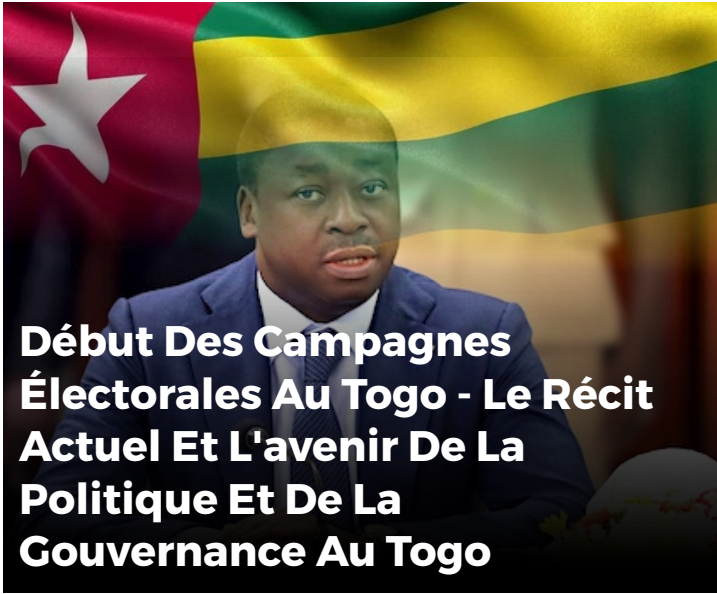 Début Des Campagnes
Électorales Au Togo - Le Récit
Actuel Et L'avenir De La
Politique Et De La
Gouvernance Au Togo